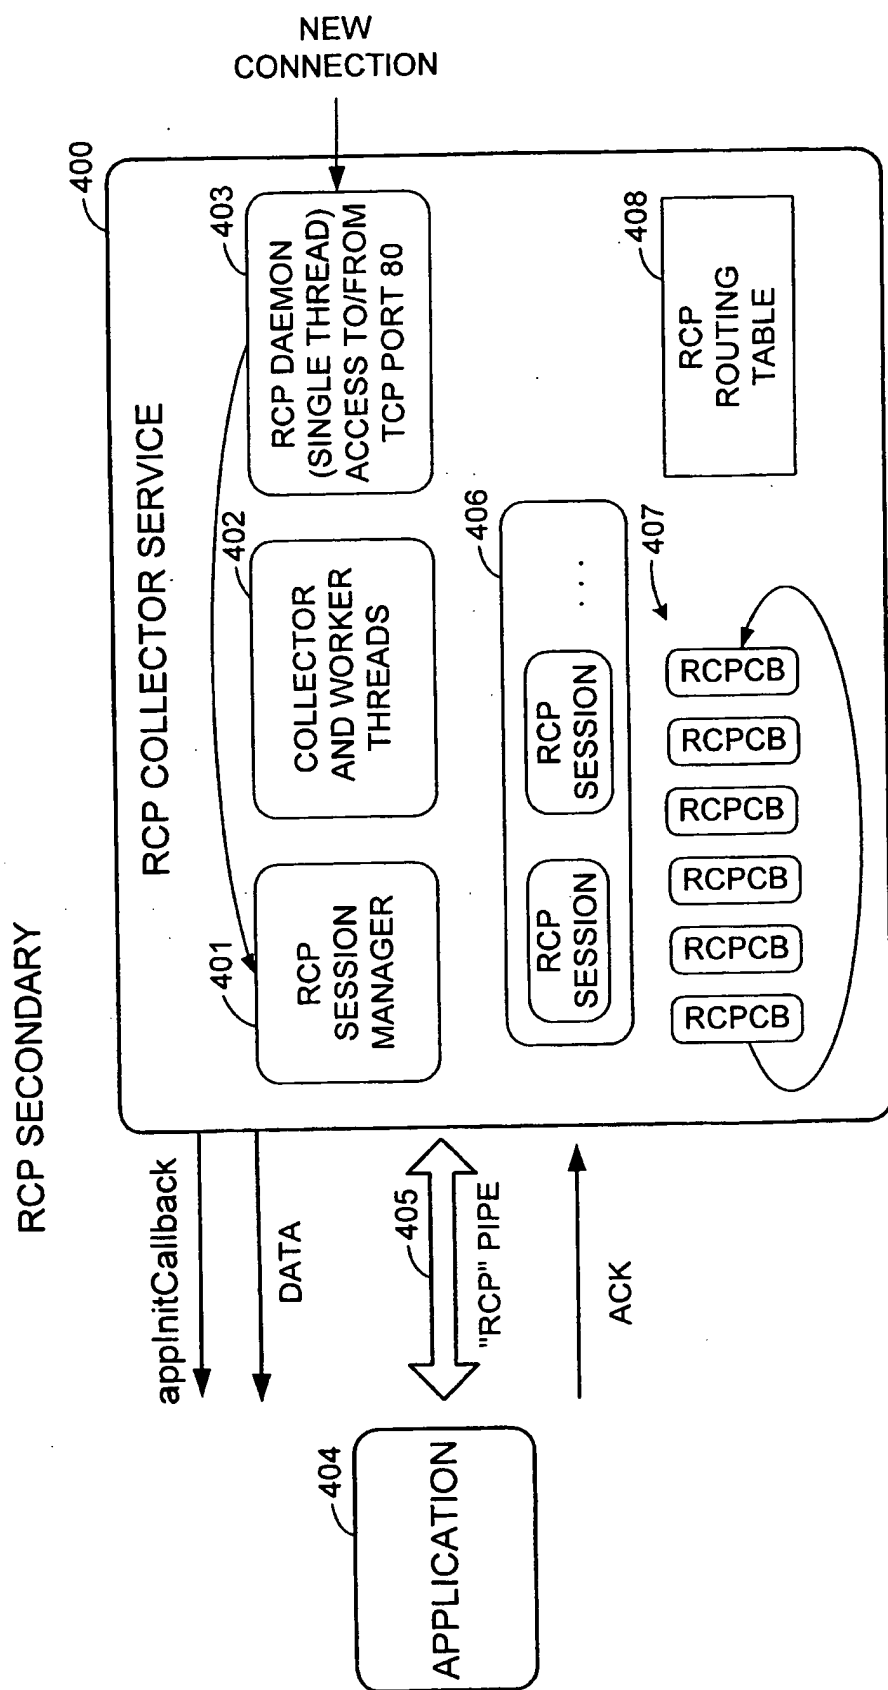 RCP SECONDARY
400
RCP COLLECTOR SERVICE
appInitCallback
DATA
404
APPLICATION
405
"RCP" PIPE
ACK
401
RCP
SESSION
MANAGER
402
COLLECTOR
AND WORKER
THREADS
403
RCP DAEMON
(SINGLE THREAD)
ACCESS TO/FROM
TCP PORT 80
NEW
CONNECTION
406
RCP
SESSION
RCP
SESSION
. . .
407
RCPCB
RCPCB
RCPCB
RCPCB
RCPCB
RCPCB
408
RCP
ROUTING
TABLE